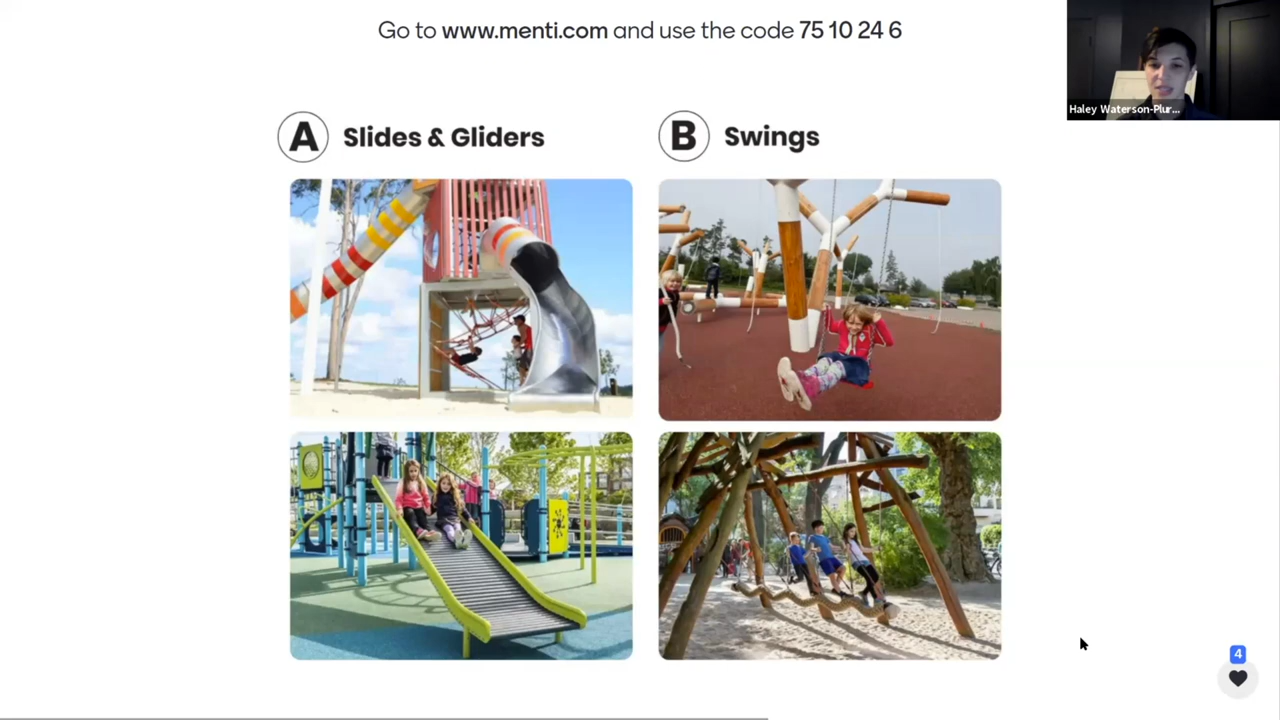 Go to www.menti.com and use the code 75 10 24 6
Haley Waterson-Plur...
A Slides & Gliders
B Swings
4